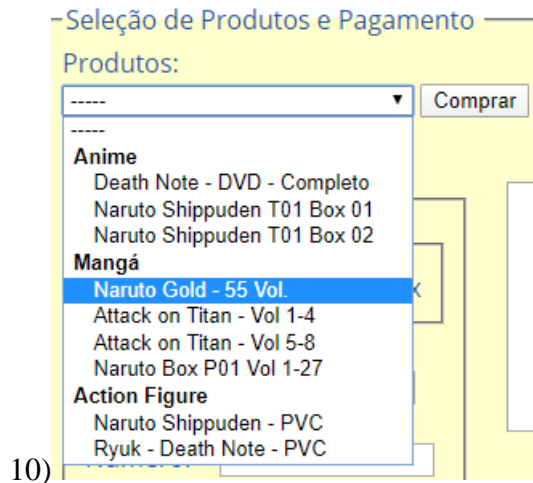 Seleção de Produtos e Pagamento
Produtos:
----- Comprar
-----
Anime
Death Note - DVD - Completo
Naruto Shippuden T01 Box 01
Naruto Shippuden T01 Box 02
Mangá
Naruto Gold - 55 Vol.
Attack on Titan - Vol 1-4
Attack on Titan - Vol 5-8
Naruto Box P01 Vol 1-27
Action Figure
Naruto Shippuden - PVC
Ryuk - Death Note - PVC
10)